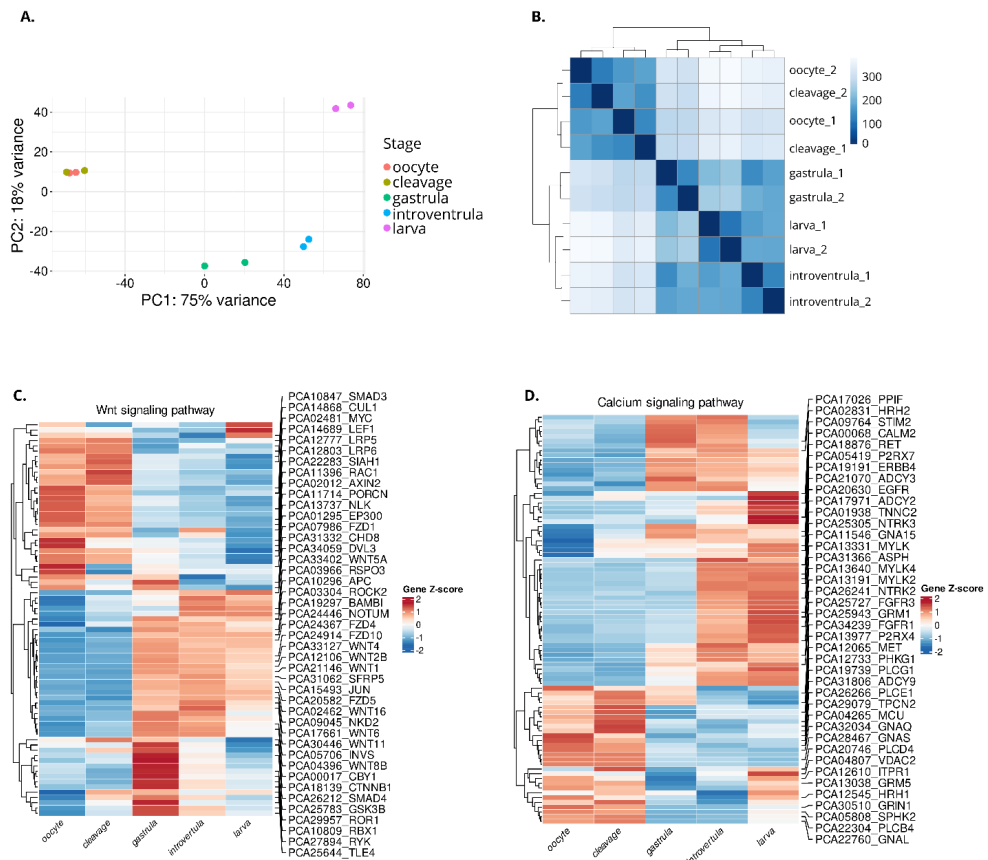 A.
40
20
0
-20
-40
-40
0
40
80
PC2: 18% variance
PC1: 75% variance
Stage
oocyte
cleavage
gastrula
introventrula
larva
B.
oocyte_2
cleavage_2
oocyte_1
cleavage_1
gastrula_1
gastrula_2
larva_1
larva_2
introventrula_1
introventrula_2
300
200
100
0
C.
Wnt signaling pathway
PCA10847_SMAD3
PCA14868_CUL1
PCA02481_MYC
PCA14689_LEF1
PCA12777_LRP5
PCA12803_LRP6
PCA22283_SIAH1
PCA11396_RAC1
PCA02012_AXIN2
PCA11714_PORCN
PCA13737_NLK
PCA01295_EP300
PCA07986_FZD1
PCA31332_CHD8
PCA34059_DVL3
PCA33402_WNT5A
PCA03966_RSPO3
PCA10296_APC
PCA03304_ROCK2
PCA19297_BAMBI
PCA24446_NOTUM
PCA24367_FZD4
PCA24914_FZD10
PCA33127_WNT4
PCA12106_WNT2B
PCA21146_WNT1
PCA31062_SFRP5
PCA15493_JUN
PCA20582_FZD5
PCA02462_WNT16
PCA09045_NKD2
PCA17661_WNT6
PCA30446_WNT11
PCA05706_INVS
PCA04396_WNT8B
PCA00017_CBY1
PCA18139_CTNNB1
PCA26212_SMAD4
PCA25783_GSK3B
PCA29957_ROR1
PCA10809_RBX1
PCA27894_RYK
PCA25644_TLE4
oocyte
cleavage
gastrula
introvertula
larva
Gene Z-score
2
1
-1
-2
D.
Calcium signaling pathway
PCA17026_PPIF
PCA02831_HRH2
PCA09764_STIM2
PCA00068_CALM2
PCA18876_RET
PCA05419_P2RX7
PCA19191_ERBB4
PCA21070_ADCY3
PCA20630_EGFR
PCA17971_ADCY2
PCA01938_TNNC2
PCA25305_NTRK3
PCA11546_GNA15
PCA13331_MYLK
PCA31366_ASPH
PCA13640_MYLK4
PCA13191_MYLK2
PCA26241_NTRK2
PCA25727_FGFR3
PCA25943_GRM1
PCA34239_FGFR1
PCA13977_P2RX4
PCA12065_MET
PCA12733_PHKG1
PCA19739_PLCG1
PCA31806_ADCY9
PCA26266_PLCE1
PCA29079_TPCN2
PCA04265_MCU
PCA32034_GNAQ
PCA28467_GNAS
PCA20746_PLCD4
PCA04807_VDAC2
PCA12610_ITPR1
PCA13038_GRM5
PCA12545_HRH1
PCA30510_GRIN1
PCA05808_SPHK2
PCA22304_PLCB4
PCA22760_GNAL
oocyte
cleavage
gastrula
introvertula
larva
Gene Z-score
2
1
-1
-2